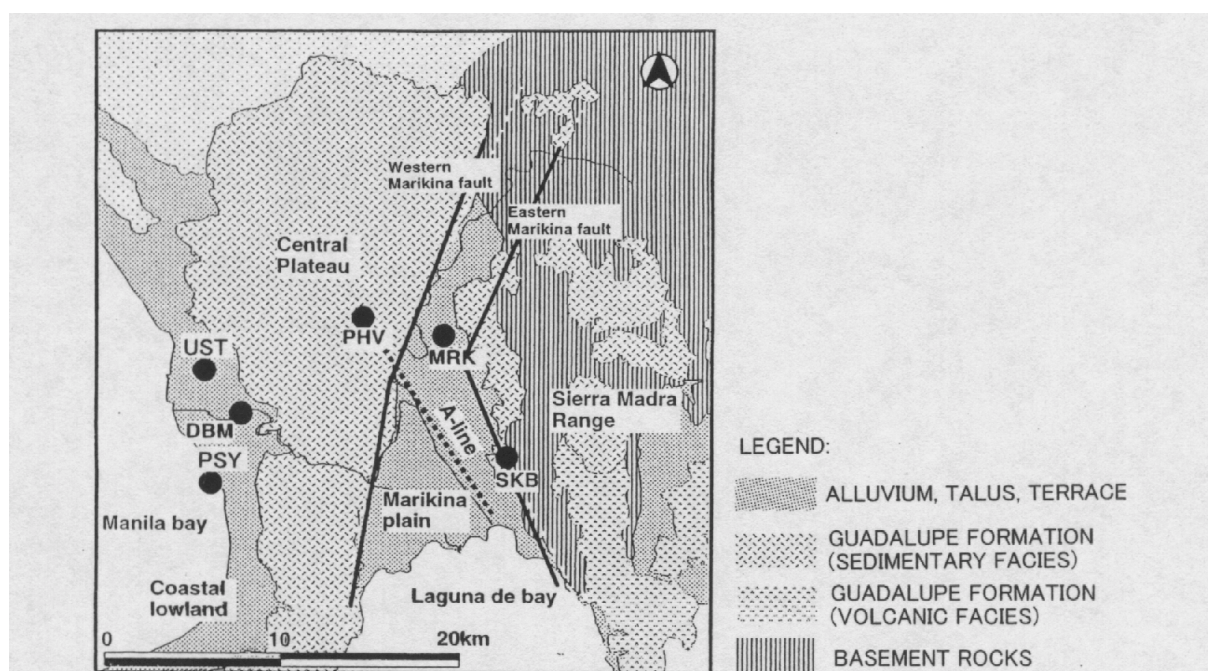 Western
Marikina fault
Eastern
Marikina fault
Central
Plateau
PHV
MRK
UST
DBM
PSY
A-line
SKB
Sierra Madra
Range
Manila bay
Marikina
plain
Coastal
lowland
Laguna de bay
0 10 20km
LEGEND:
ALLUVIUM, TALUS, TERRACE
GUADALUPE FORMATION
(SEDIMENTARY FACIES)
GUADALUPE FORMATION
(VOLCANIC FACIES)
BASEMENT ROCKS